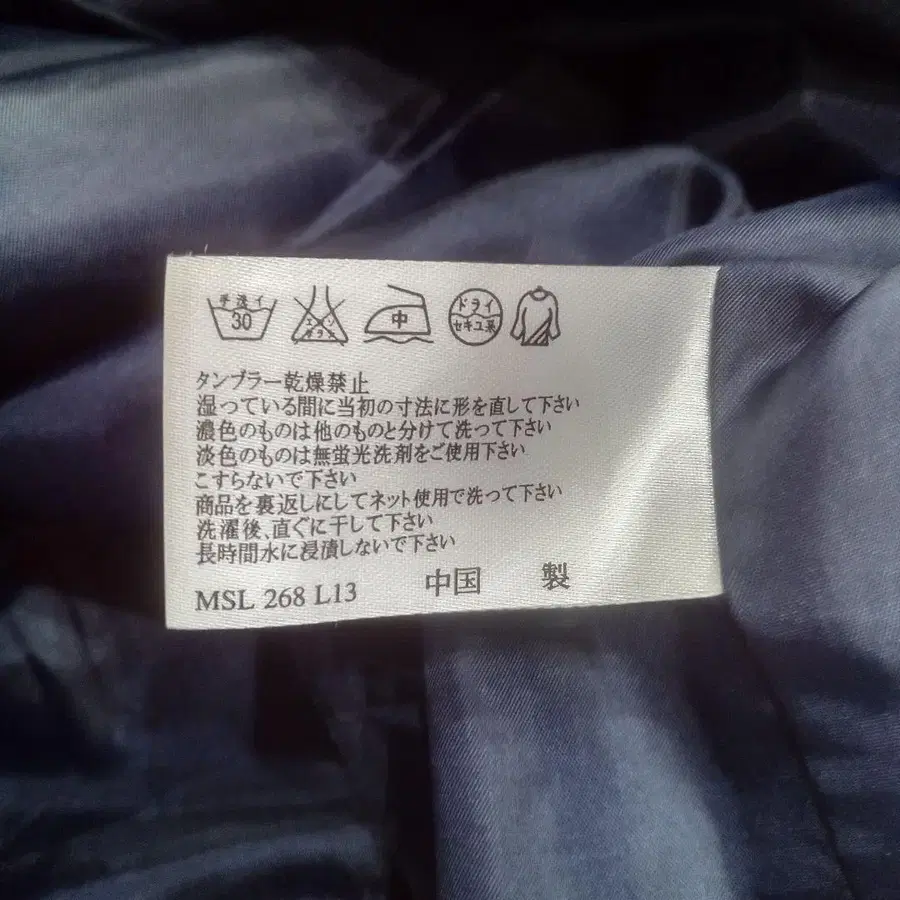 手洗イ 30 エンソサラシ 中 ドライ セキユ系
タンブラー乾燥禁止
湿っている間に当初の寸法に形を直して下さい
濃色のものは他のものと分けて洗って下さい
淡色のものは無蛍光洗剤をご使用下さい
こすらないで下さい
商品を裏返しにしてネット使用で洗って下さい
洗濯後、直ぐに干して下さい
長時間水に浸漬しないで下さい
MSL 268 L13 中国 製